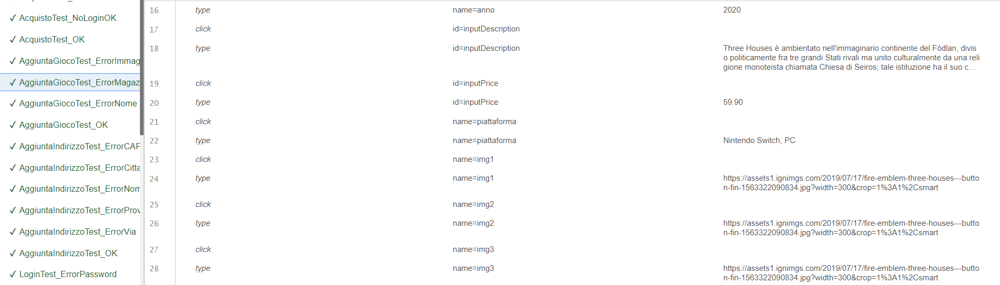 ✓ AcquistoTest_NoLoginOK
✓ AcquistoTest_OK
✓ AggiuntaGiocoTest_ErrorImmag
✓ AggiuntaGiocoTest_ErrorMagaz
✓ AggiuntaGiocoTest_ErrorNome
✓ AggiuntaGiocoTest_OK
✓ AggiuntaIndirizzoTest_ErrorCAP
✓ AggiuntaIndirizzoTest_ErrorCitta
✓ AggiuntaIndirizzoTest_ErrorNom
✓ AggiuntaIndirizzoTest_ErrorProv
✓ AggiuntaIndirizzoTest_ErrorVia
✓ AggiuntaIndirizzoTest_OK
✓ LoginTest_ErrorPassword
16 type name=anno 2020
17 click id=inputDescription
18 type id=inputDescription Three Houses è ambientato nell'immaginario continente del Fódlan, divis
o politicamente fra tre grandi Stati rivali ma unito culturalmente da una reli
gione monoteista chiamata Chiesa di Seiros; tale istituzione ha il suo c...
19 click id=inputPrice
20 type id=inputPrice 59.90
21 click name=piattaforma
22 type name=piattaforma Nintendo Switch, PC
23 click name=img1
24 type name=img1 https://assets1.ignimgs.com/2019/07/17/fire-emblem-three-houses---butto
n-fin-1563322090834.jpg?width=300&crop=1%3A1%2Csmart
25 click name=img2
26 type name=img2 https://assets1.ignimgs.com/2019/07/17/fire-emblem-three-houses---butto
n-fin-1563322090834.jpg?width=300&crop=1%3A1%2Csmart
27 click name=img3
28 type name=img3 https://assets1.ignimgs.com/2019/07/17/fire-emblem-three-houses---butto
n-fin-1563322090834.jpg?width=300&crop=1%3A1%2Csmart